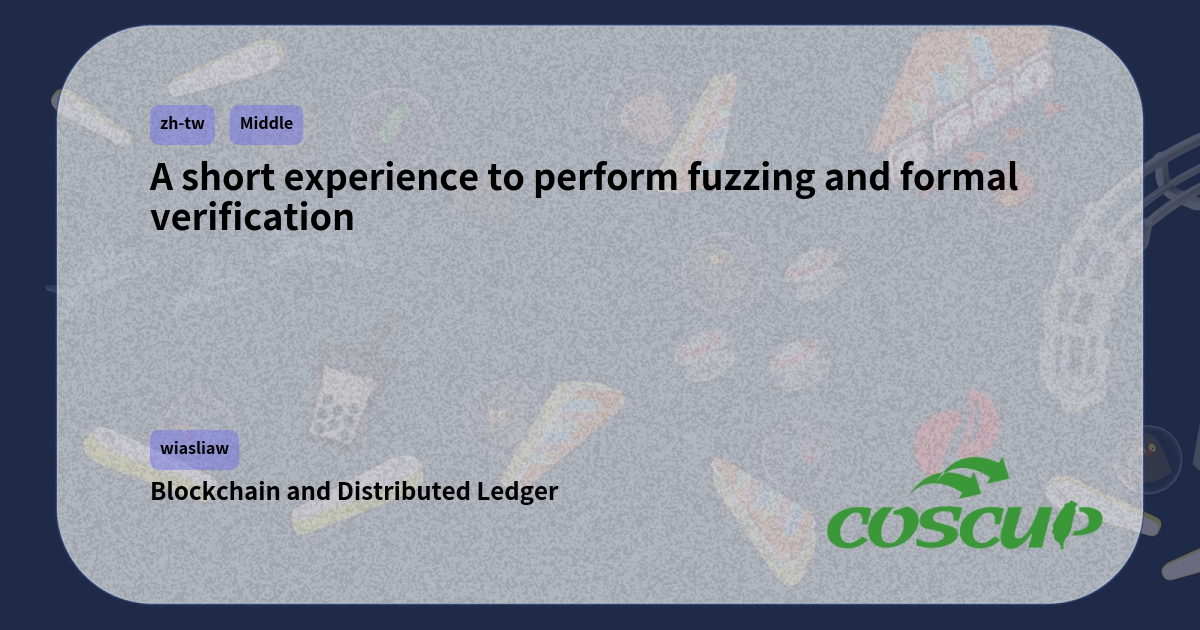 zh-tw Middle
A short experience to perform fuzzing and formal
verification
wiasliaw
Blockchain and Distributed Ledger
COSCUP